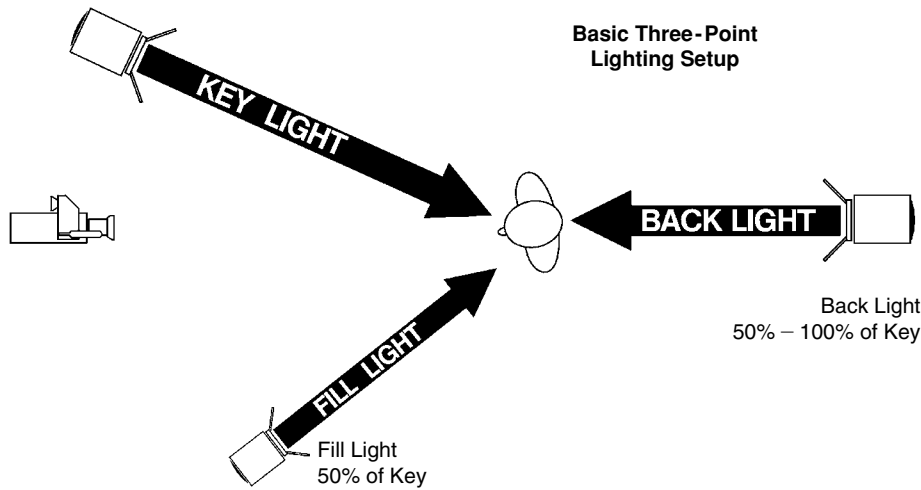 Basic Three-Point
Lighting Setup
KEY LIGHT
BACK LIGHT
Back Light
50% – 100% of Key
FILL LIGHT
Fill Light
50% of Key